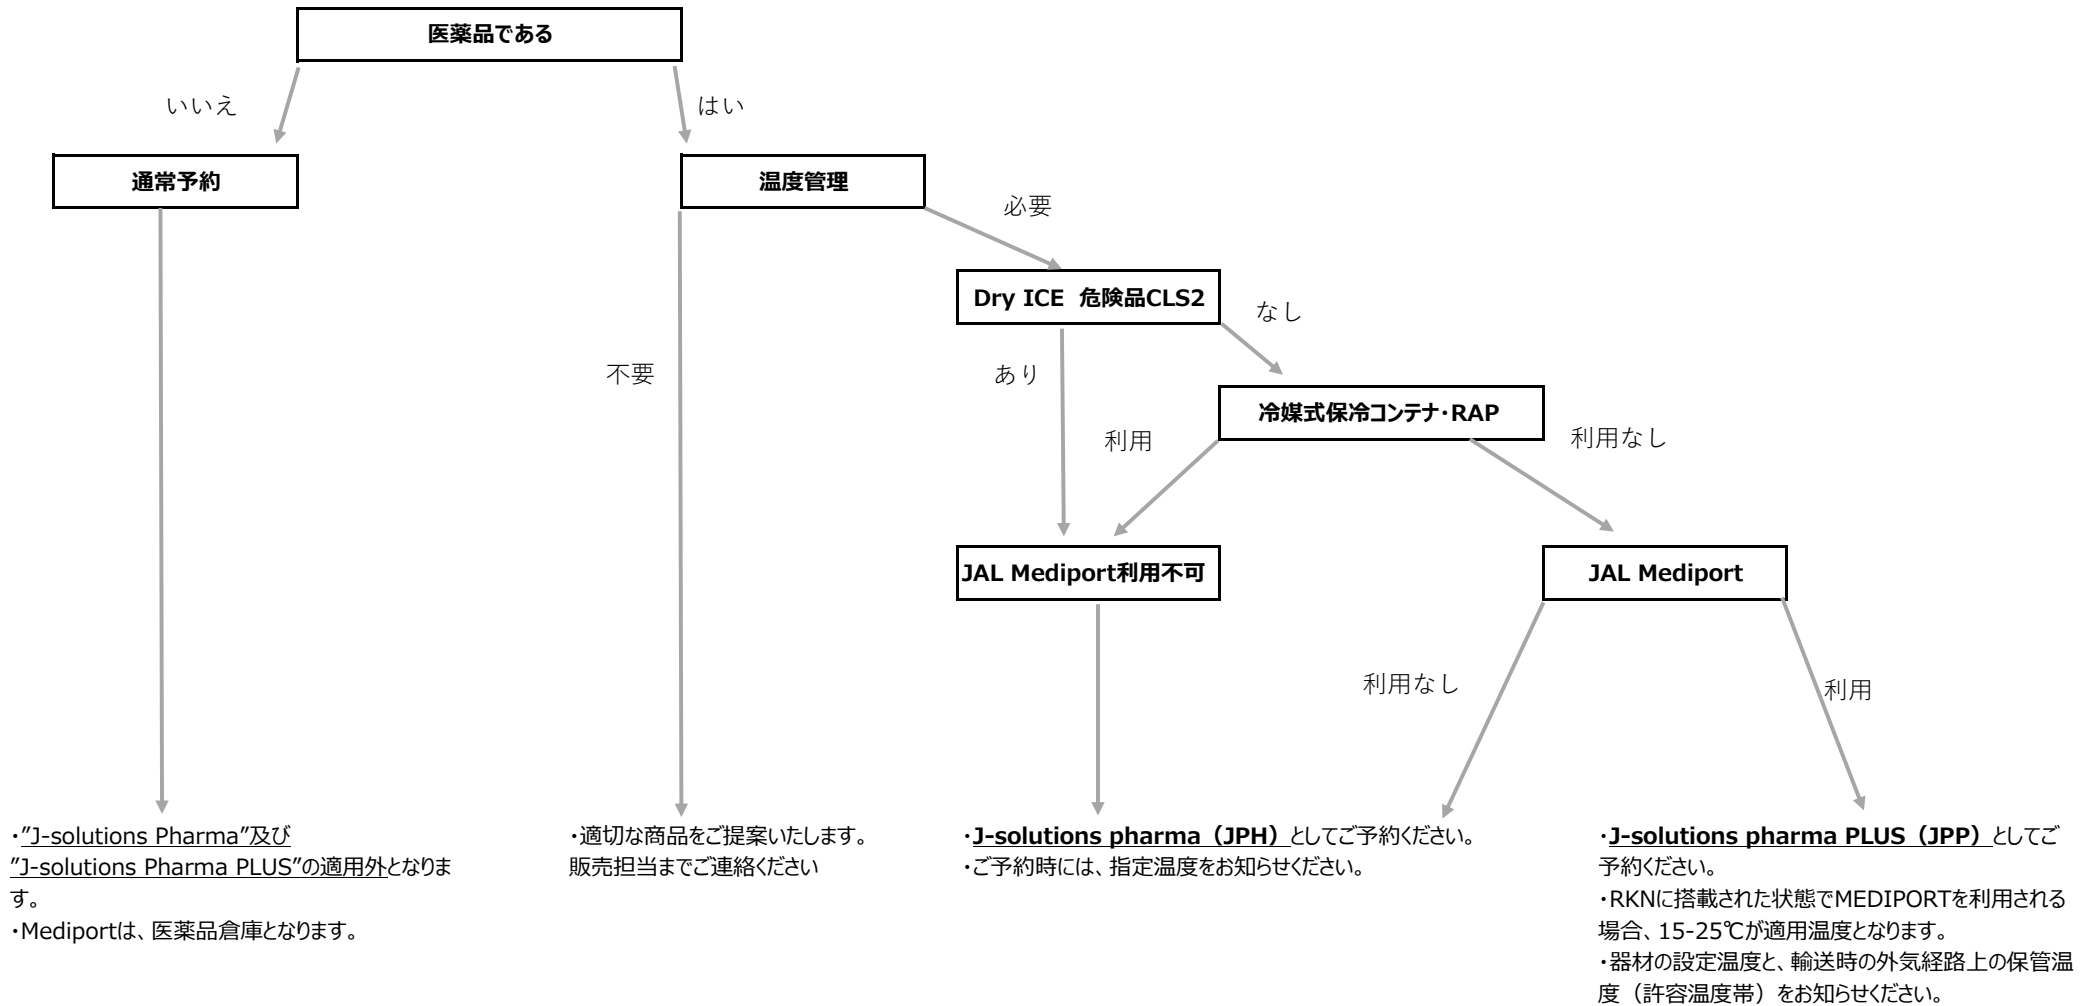 医薬品である
いいえ
はい
通常予約
温度管理
必要
Dry ICE 危険品CLS2
なし
不要
あり
冷媒式保冷コンテナ・RAP
利用
利用なし
JAL Mediport利用不可
JAL Mediport
利用なし
利用
・”J-solutions Pharma”及び
”J-solutions Pharma PLUS”の適用外となりま
す。
・Mediportは、医薬品倉庫となります。
・適切な商品をご提案いたします。
販売担当までご連絡ください
・J-solutions pharma（JPH）としてご予約ください。
・ご予約時には、指定温度をお知らせください。
・J-solutions pharma PLUS（JPP）としてご
予約ください。
・RKNに搭載された状態でMEDIPORTを利用される
場合、15-25℃が適用温度となります。
・器材の設定温度と、輸送時の外気経路上の保管温
度（許容温度帯）をお知らせください。